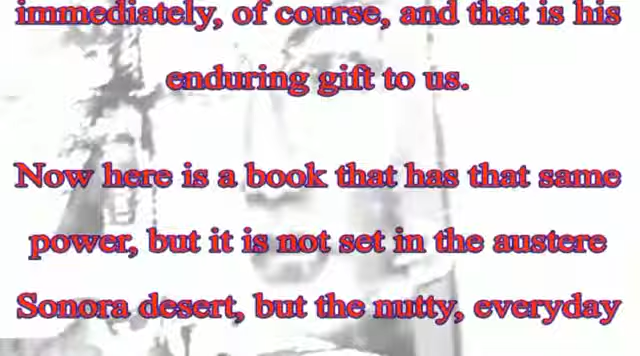 immediately, of course, and that is his
enduring gift to us.
Now here is a book that has that same
power, but it is not set in the austere
Sonora desert, but the nutty, everyday